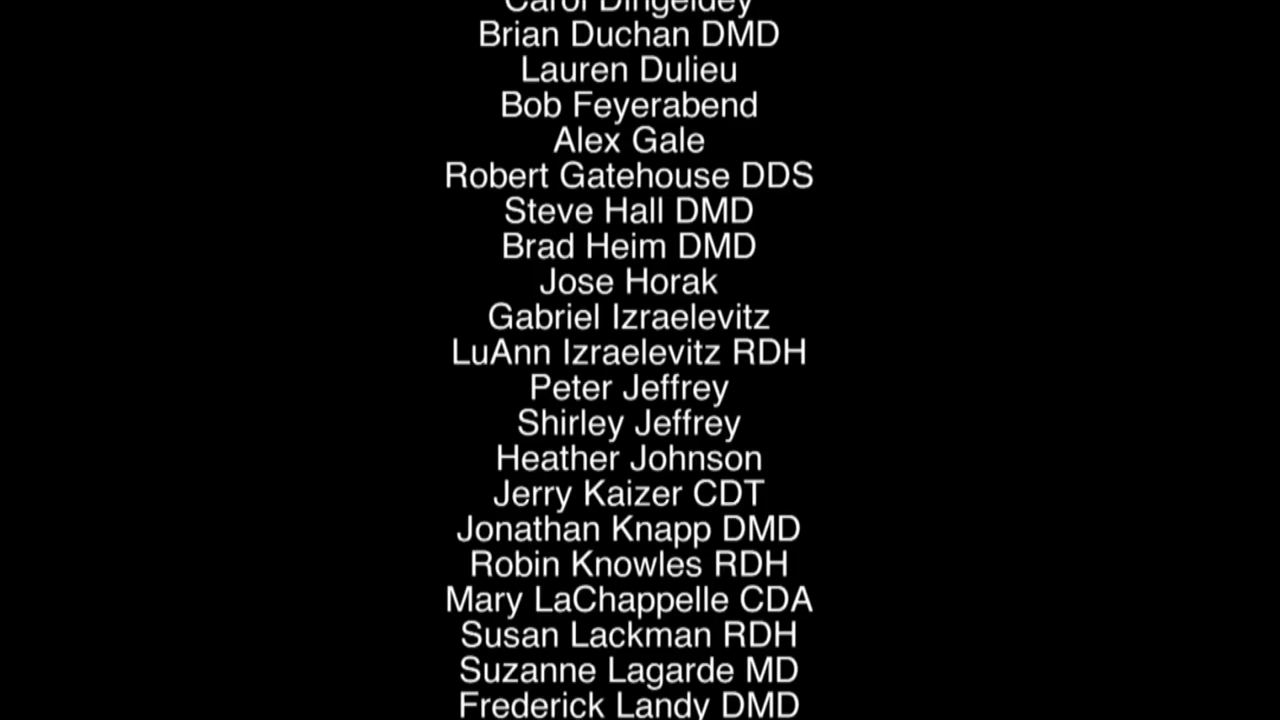 Carol Dingeldey
Brian Duchan DMD
Lauren Dulieu
Bob Feyerabend
Alex Gale
Robert Gatehouse DDS
Steve Hall DMD
Brad Heim DMD
Jose Horak
Gabriel Izraelevitz
LuAnn Izraelevitz RDH
Peter Jeffrey
Shirley Jeffrey
Heather Johnson
Jerry Kaizer CDT
Jonathan Knapp DMD
Robin Knowles RDH
Mary LaChappelle CDA
Susan Lackman RDH
Suzanne Lagarde MD
Frederick Landy DMD